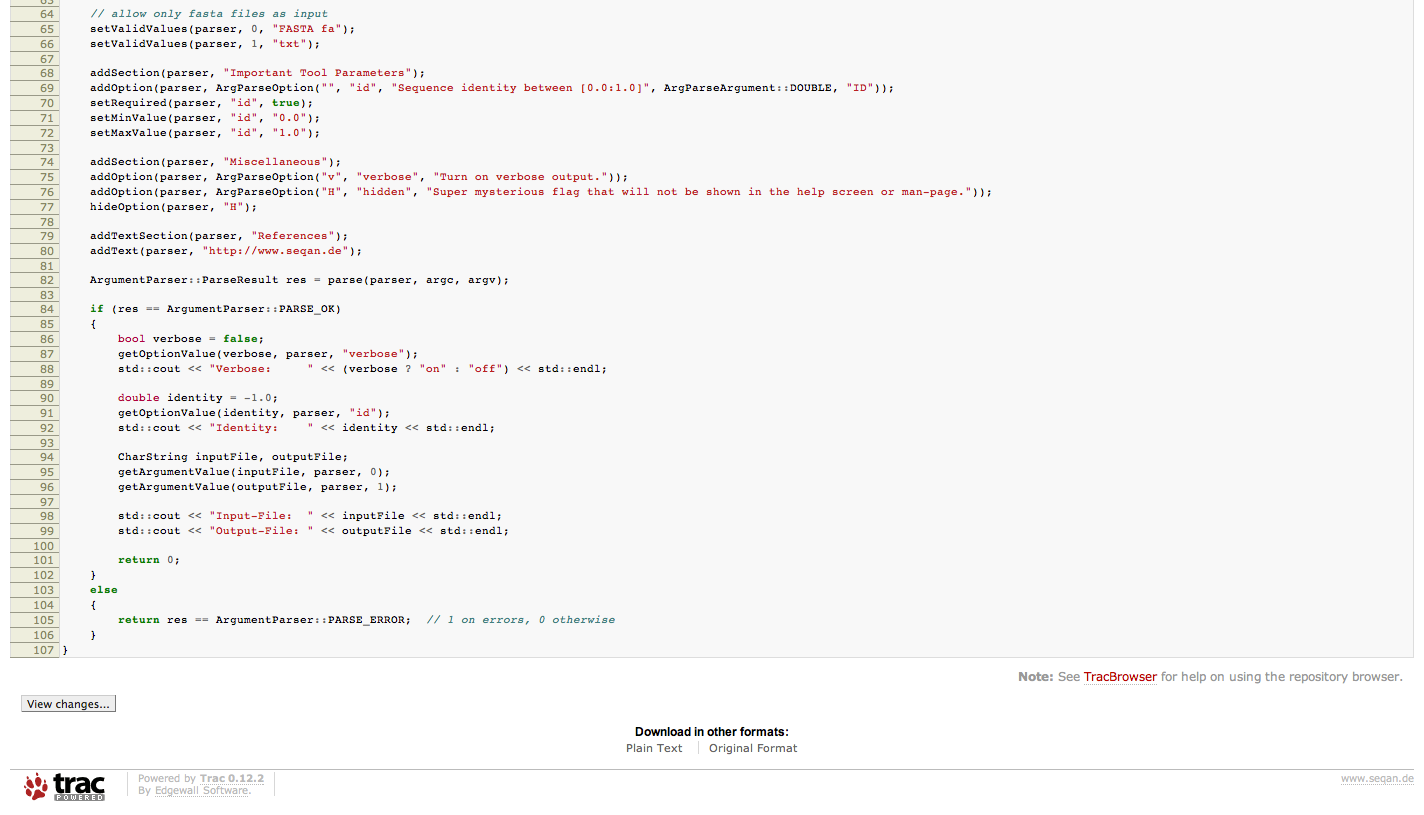 63
64 // allow only fasta files as input
65 setValidValues(parser, 0, "FASTA fa");
66 setValidValues(parser, 1, "txt");
67
68 addSection(parser, "Important Tool Parameters");
69 addOption(parser, ArgParseOption("", "id", "Sequence identity between [0.0:1.0]", ArgParseArgument::DOUBLE, "ID"));
70 setRequired(parser, "id", true);
71 setMinValue(parser, "id", "0.0");
72 setMaxValue(parser, "id", "1.0");
73
74 addSection(parser, "Miscellaneous");
75 addOption(parser, ArgParseOption("v", "verbose", "Turn on verbose output."));
76 addOption(parser, ArgParseOption("H", "hidden", "Super mysterious flag that will not be shown in the help screen or man-page."));
77 hideOption(parser, "H");
78
79 addTextSection(parser, "References");
80 addText(parser, "http://www.seqan.de");
81
82 ArgumentParser::ParseResult res = parse(parser, argc, argv);
83
84 if (res == ArgumentParser::PARSE_OK)
85 {
86 bool verbose = false;
87 getOptionValue(verbose, parser, "verbose");
88 std::cout << "Verbose:     " << (verbose ? "on" : "off") << std::endl;
89
90 double identity = -1.0;
91 getOptionValue(identity, parser, "id");
92 std::cout << "Identity:    " << identity << std::endl;
93
94 CharString inputFile, outputFile;
95 getArgumentValue(inputFile, parser, 0);
96 getArgumentValue(outputFile, parser, 1);
97
98 std::cout << "Input-File:  " << inputFile << std::endl;
99 std::cout << "Output-File: " << outputFile << std::endl;
100
101 return 0;
102 }
103 else
104 {
105 return res == ArgumentParser::PARSE_ERROR; // 1 on errors, 0 otherwise
106 }
107 }
Note: See TracBrowser for help on using the repository browser.
View changes...
Download in other formats:
Plain Text Original Format
trac POWERED
Powered by Trac 0.12.2
By Edgewall Software.
www.seqan.de